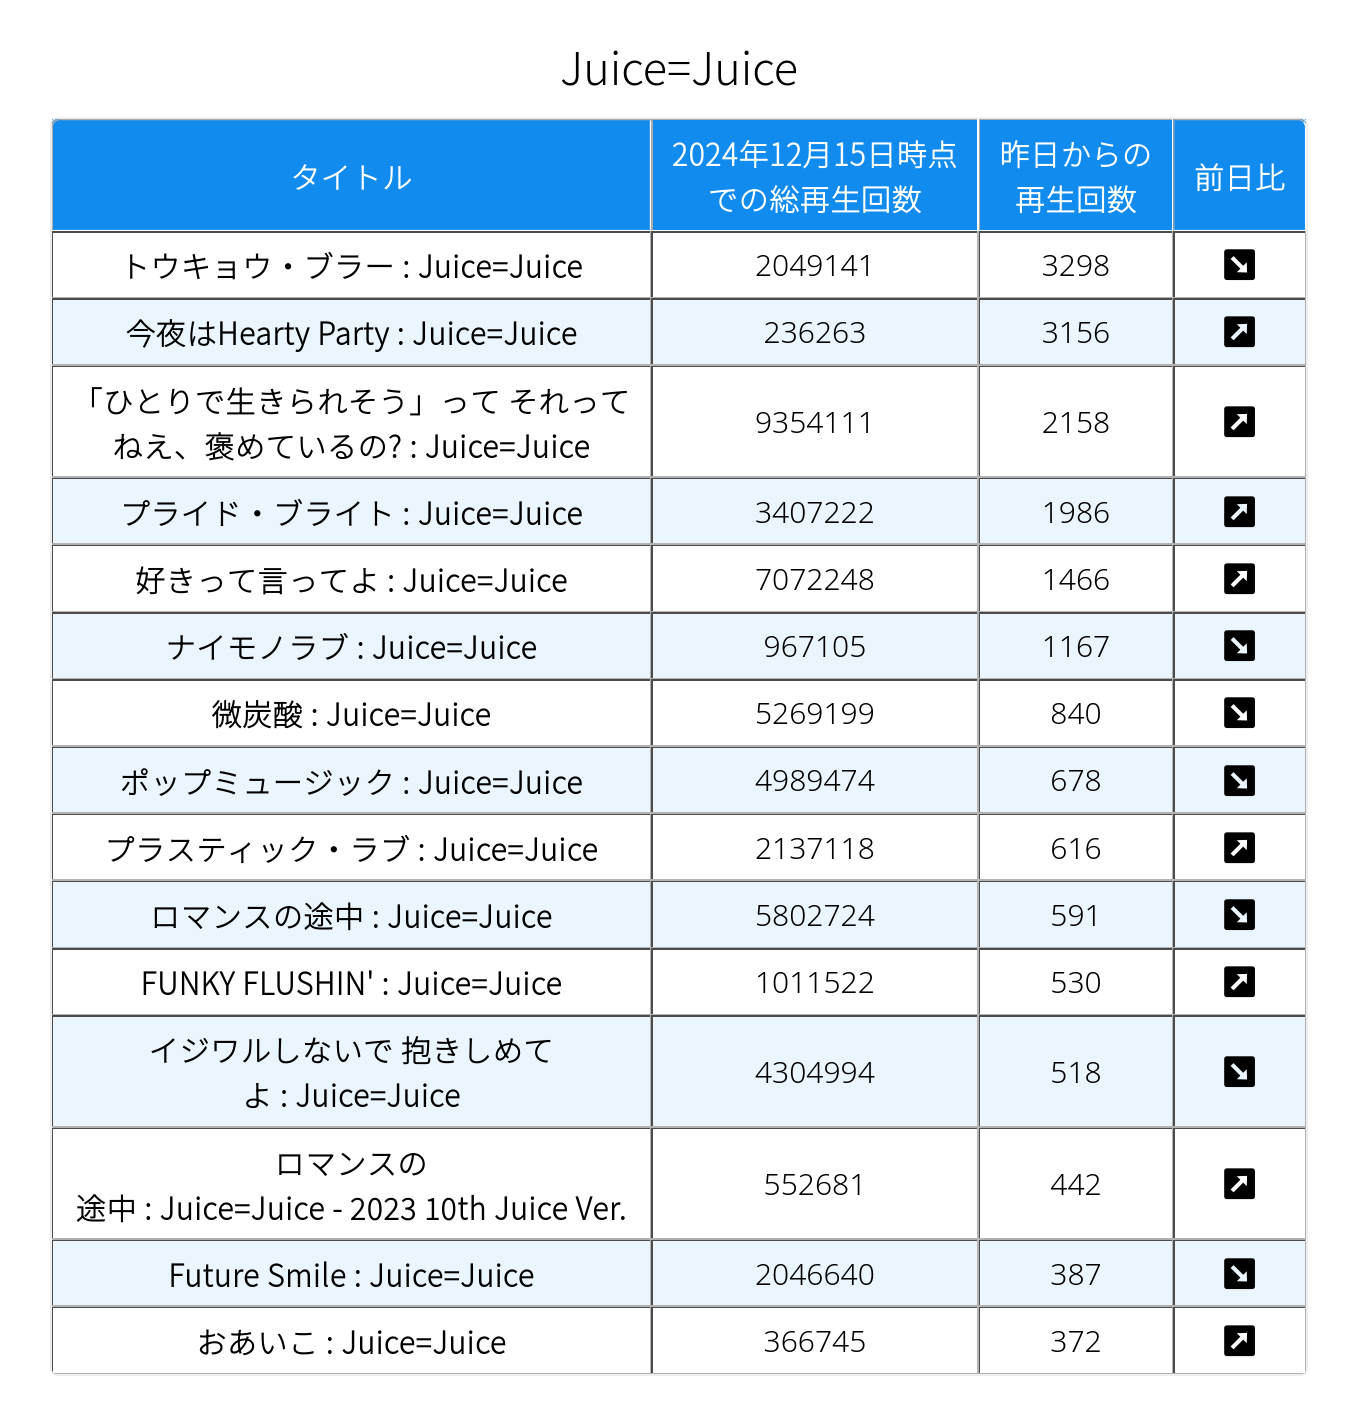 Juice=Juice
タイトル
2024年12月15日時点
での総再生回数
昨日からの
再生回数
前日比
トウキョウ・ブラー : Juice=Juice 2049141 3298
今夜はHearty Party : Juice=Juice 236263 3156
「ひとりで生きられそう」って それって
ねえ、褒めているの? : Juice=Juice
9354111 2158
プライド・ブライト : Juice=Juice 3407222 1986
好きって言ってよ : Juice=Juice 7072248 1466
ナイモノラブ : Juice=Juice 967105 1167
微炭酸 : Juice=Juice 5269199 840
ポップミュージック : Juice=Juice 4989474 678
プラスティック・ラブ : Juice=Juice 2137118 616
ロマンスの途中 : Juice=Juice 5802724 591
FUNKY FLUSHIN' : Juice=Juice 1011522 530
イジワルしないで 抱きしめて
よ : Juice=Juice
4304994 518
ロマンスの
途中 : Juice=Juice - 2023 10th Juice Ver.
552681 442
Future Smile : Juice=Juice 2046640 387
おあいこ : Juice=Juice 366745 372